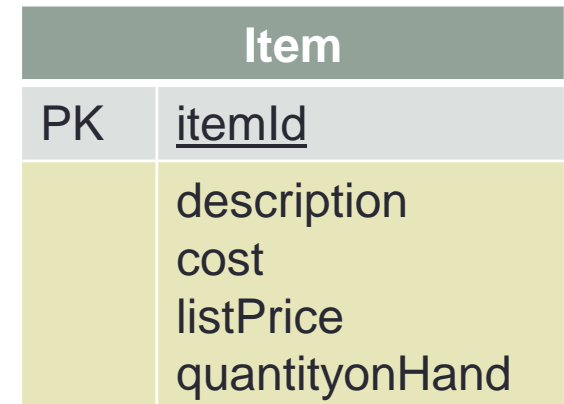 Item
PK itemId
description
cost
listPrice
quantityonHand